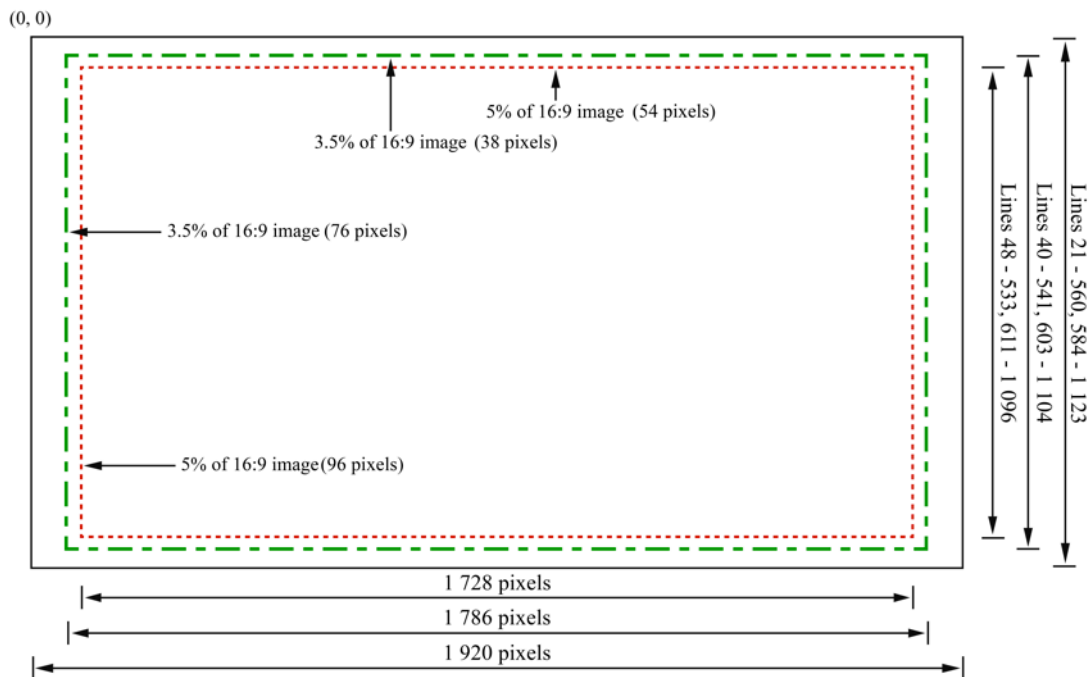 (0, 0)
5% of 16:9 image (54 pixels)
3.5% of 16:9 image (38 pixels)
3.5% of 16:9 image (76 pixels)
5% of 16:9 image (96 pixels)
Lines 48 - 533, 611 - 1 096
Lines 40 - 541, 603 - 1 104
Lines 21 - 560, 584 - 1 123
1 728 pixels
1 786 pixels
1 920 pixels